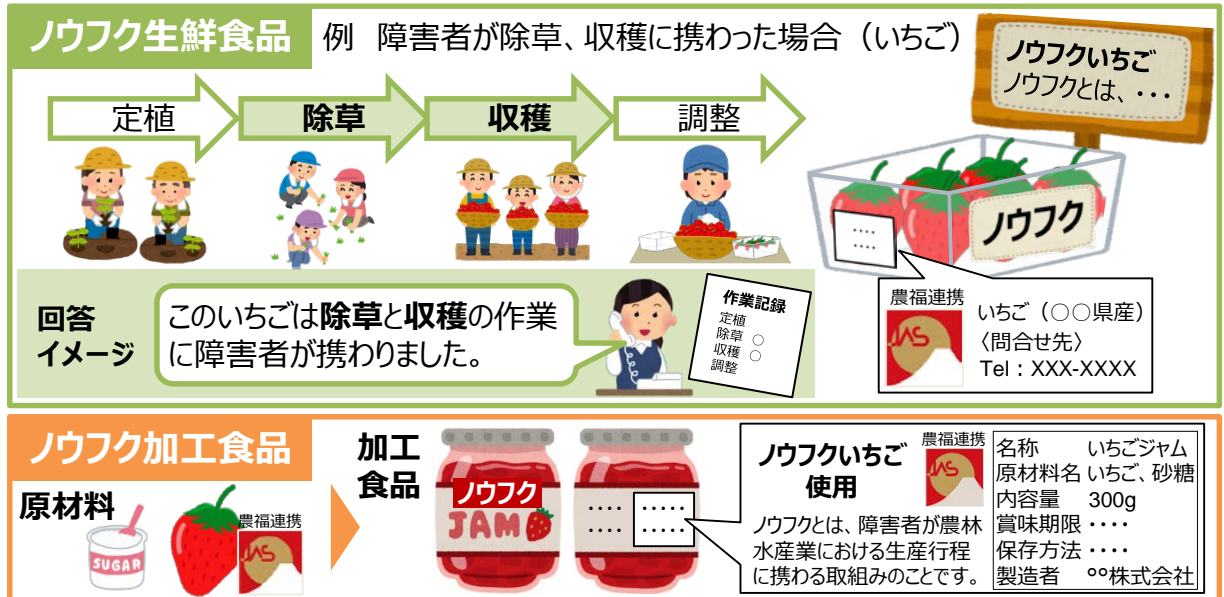 ノウフク生鮮食品
例 障害者が除草、収穫に携わった場合(いちご)
定植
除草
収穫
調整
ノウフクいちご
ノウフクとは、・・・
ノウフク
・・・・
・・・・
農福連携
JAS
いちご(○○県産)
〈問合せ先〉
Tel:XXX-XXXX
回答
イメージ
このいちごは除草と収穫の作業
に障害者が携わりました。
作業記録
定植
除草 ○
収穫 ○
調整
ノウフク加工食品
原材料
SUGAR
農福連携
JAS
加工
食品
ノウフク
JAM
・・・・ ・・・・・
・・・・ ・・・・・
ノウフクいちご
使用
農福連携
JAS
ノウフクとは、障害者が農林
水産業における生産行程
に携わる取組みのことです。
名称 いちごジャム
原材料名 いちご、砂糖
内容量 300g
賞味期限 ・・・・
保存方法 ・・・・
製造者 °°株式会社